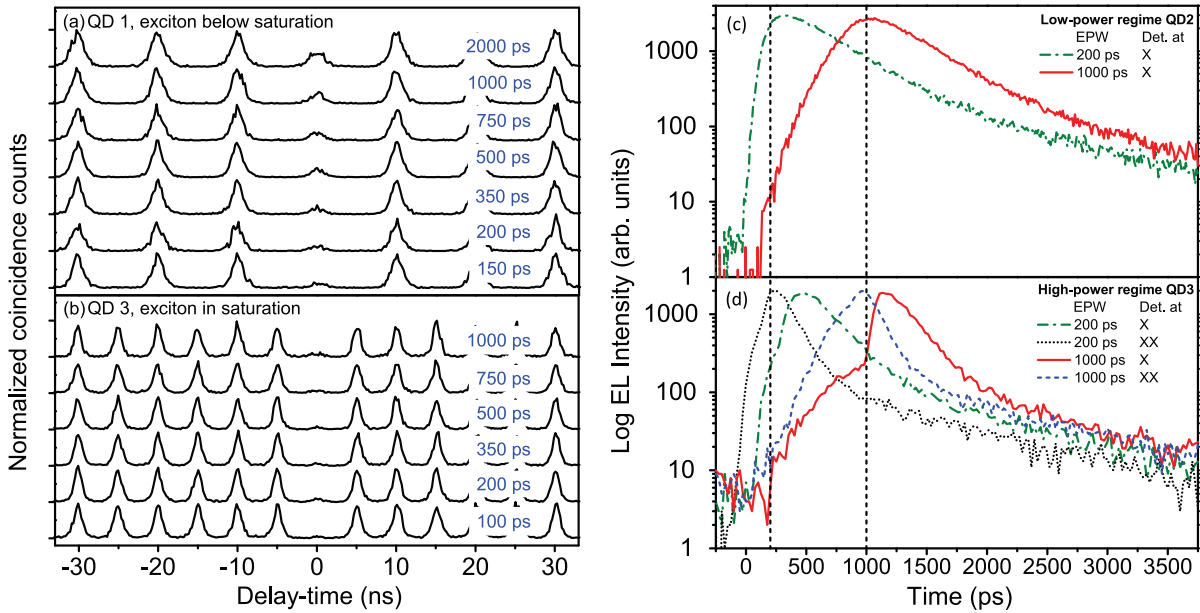 (a) QD 1, exciton below saturation
2000 ps
1000 ps
750 ps
500 ps
350 ps
200 ps
150 ps
(b) QD 3, exciton in saturation
1000 ps
750 ps
500 ps
350 ps
200 ps
100 ps
-30 -20 -10 0 10 20 30
Delay-time (ns)
Normalized coincidence counts
(c)
Low-power regime QD2
EPW Det. at
200 ps X
1000 ps X
1000
100
10
1
(d)
High-power regime QD3
EPW Det. at
200 ps X
200 ps XX
1000 ps X
1000 ps XX
1000
100
10
1
0 500 1000 1500 2000 2500 3000 3500
Time (ps)
Log EL Intensity (arb. units)